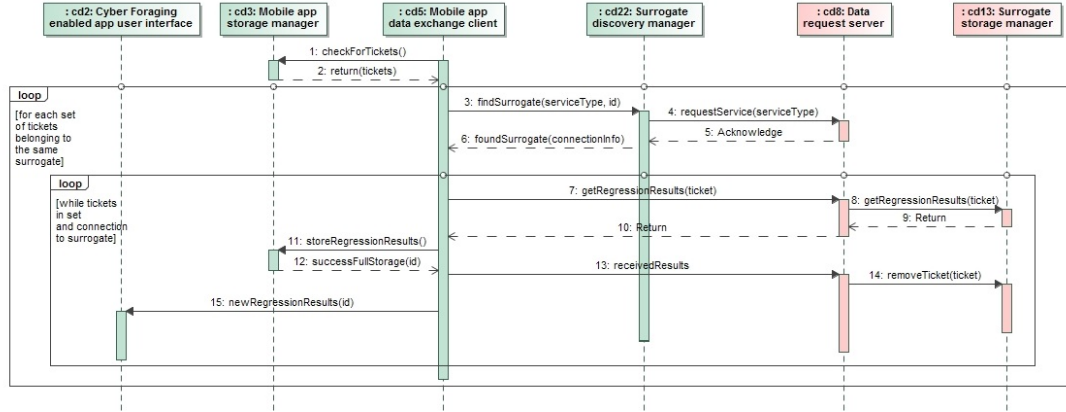 : cd2: Cyber Foraging
enabled app user interface
: cd3: Mobile app
storage manager
: cd5: Mobile app
data exchange client
: cd22: Surrogate
discovery manager
: cd8: Data
request server
: cd13: Surrogate
storage manager
1: checkForTickets()
2: return(tickets)
loop
[for each set
of tickets
belonging to
the same
surrogate]
3: findSurrogate(serviceType, id)
4: requestService(serviceType)
5: Acknowledge
6: foundSurrogate(connectionInfo)
loop
[while tickets
in set
and connection
to surrogate]
7: getRegressionResults(ticket)
8: getRegressionResults(ticket)
9: Return
10: Return
11: storeRegressionResults()
12: successFullStorage(id)
13: receivedResults
14: removeTicket(ticket)
15: newRegressionResults(id)